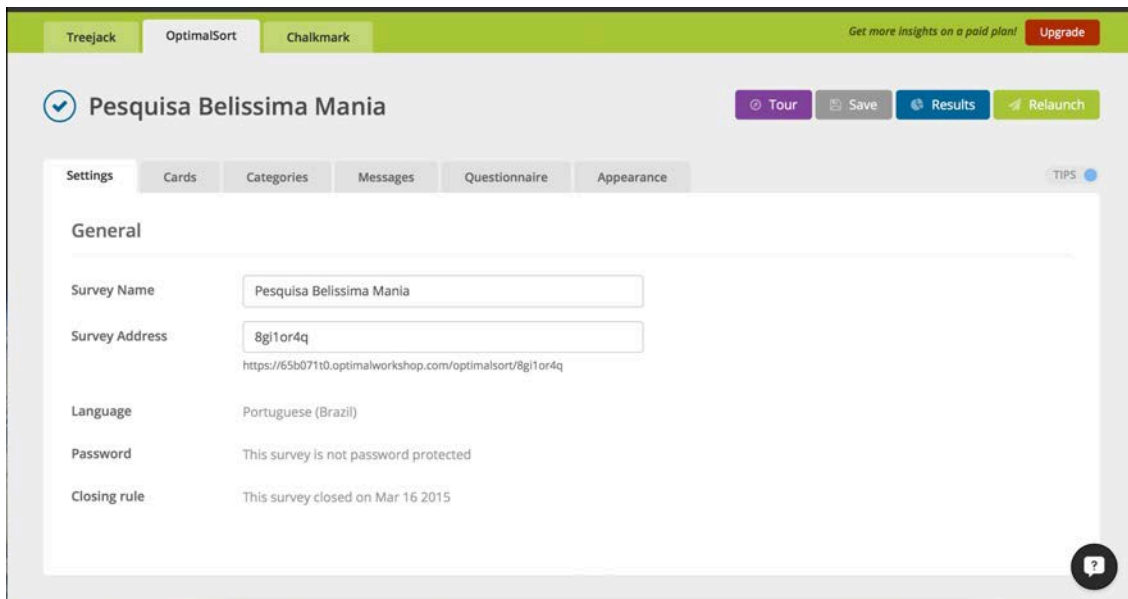 Treejack OptimalSort Chalkmark Get more insights on a paid plan! Upgrade
Pesquisa Belissima Mania Tour Save Results Relaunch
Settings Cards Categories Messages Questionnaire Appearance TIPS
General
Survey Name Pesquisa Belissima Mania
Survey Address 8gi1or4q
https://65b071t0.optimalworkshop.com/optimalsort/8gi1or4q
Language Portuguese (Brazil)
Password This survey is not password protected
Closing rule This survey closed on Mar 16 2015
?